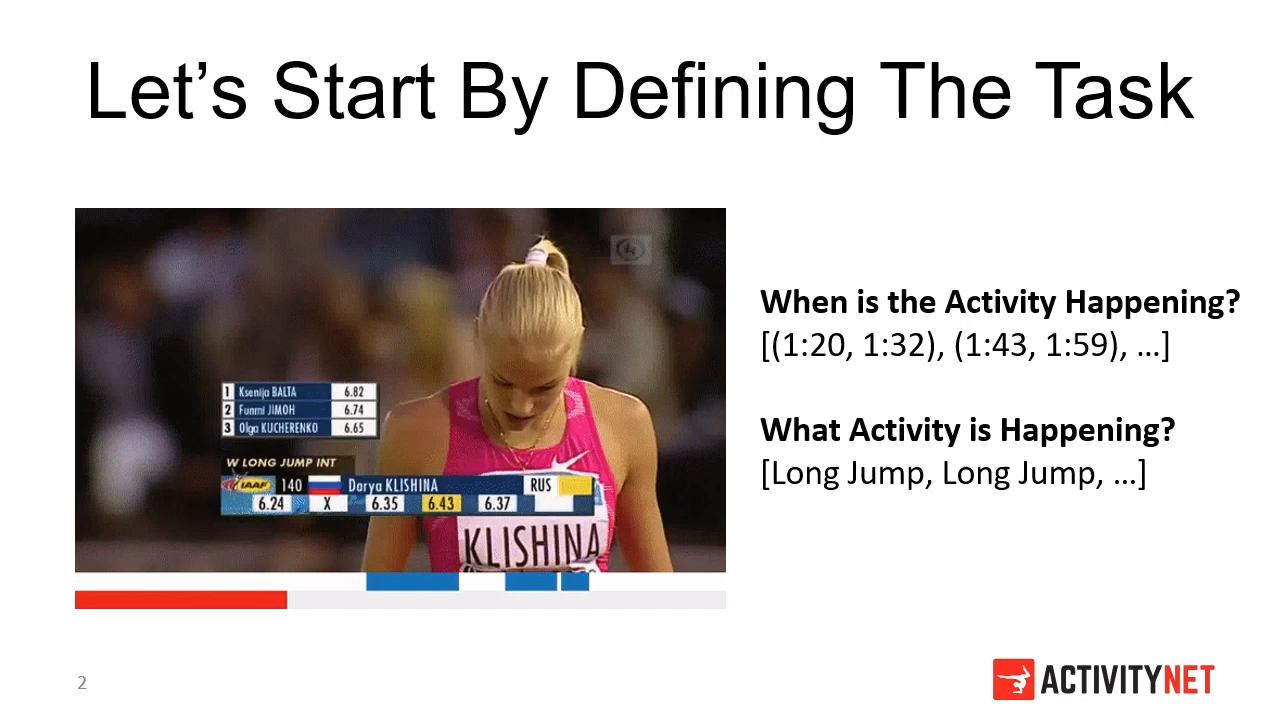 Let's Start By Defining The Task
1 Ksenija BALTA 6.82
2 Funmi JIMOH 6.74
3 Olga KUCHERENKO 6.65
W LONG JUMP INT
IAAF 140 Darya KLISHINA RUS
6.24 X 6.35 6.43 6.37
KLISHINA
When is the Activity Happening?
[(1:20, 1:32), (1:43, 1:59), ...]
What Activity is Happening?
[Long Jump, Long Jump, ...]
2
ACTIVITYNET